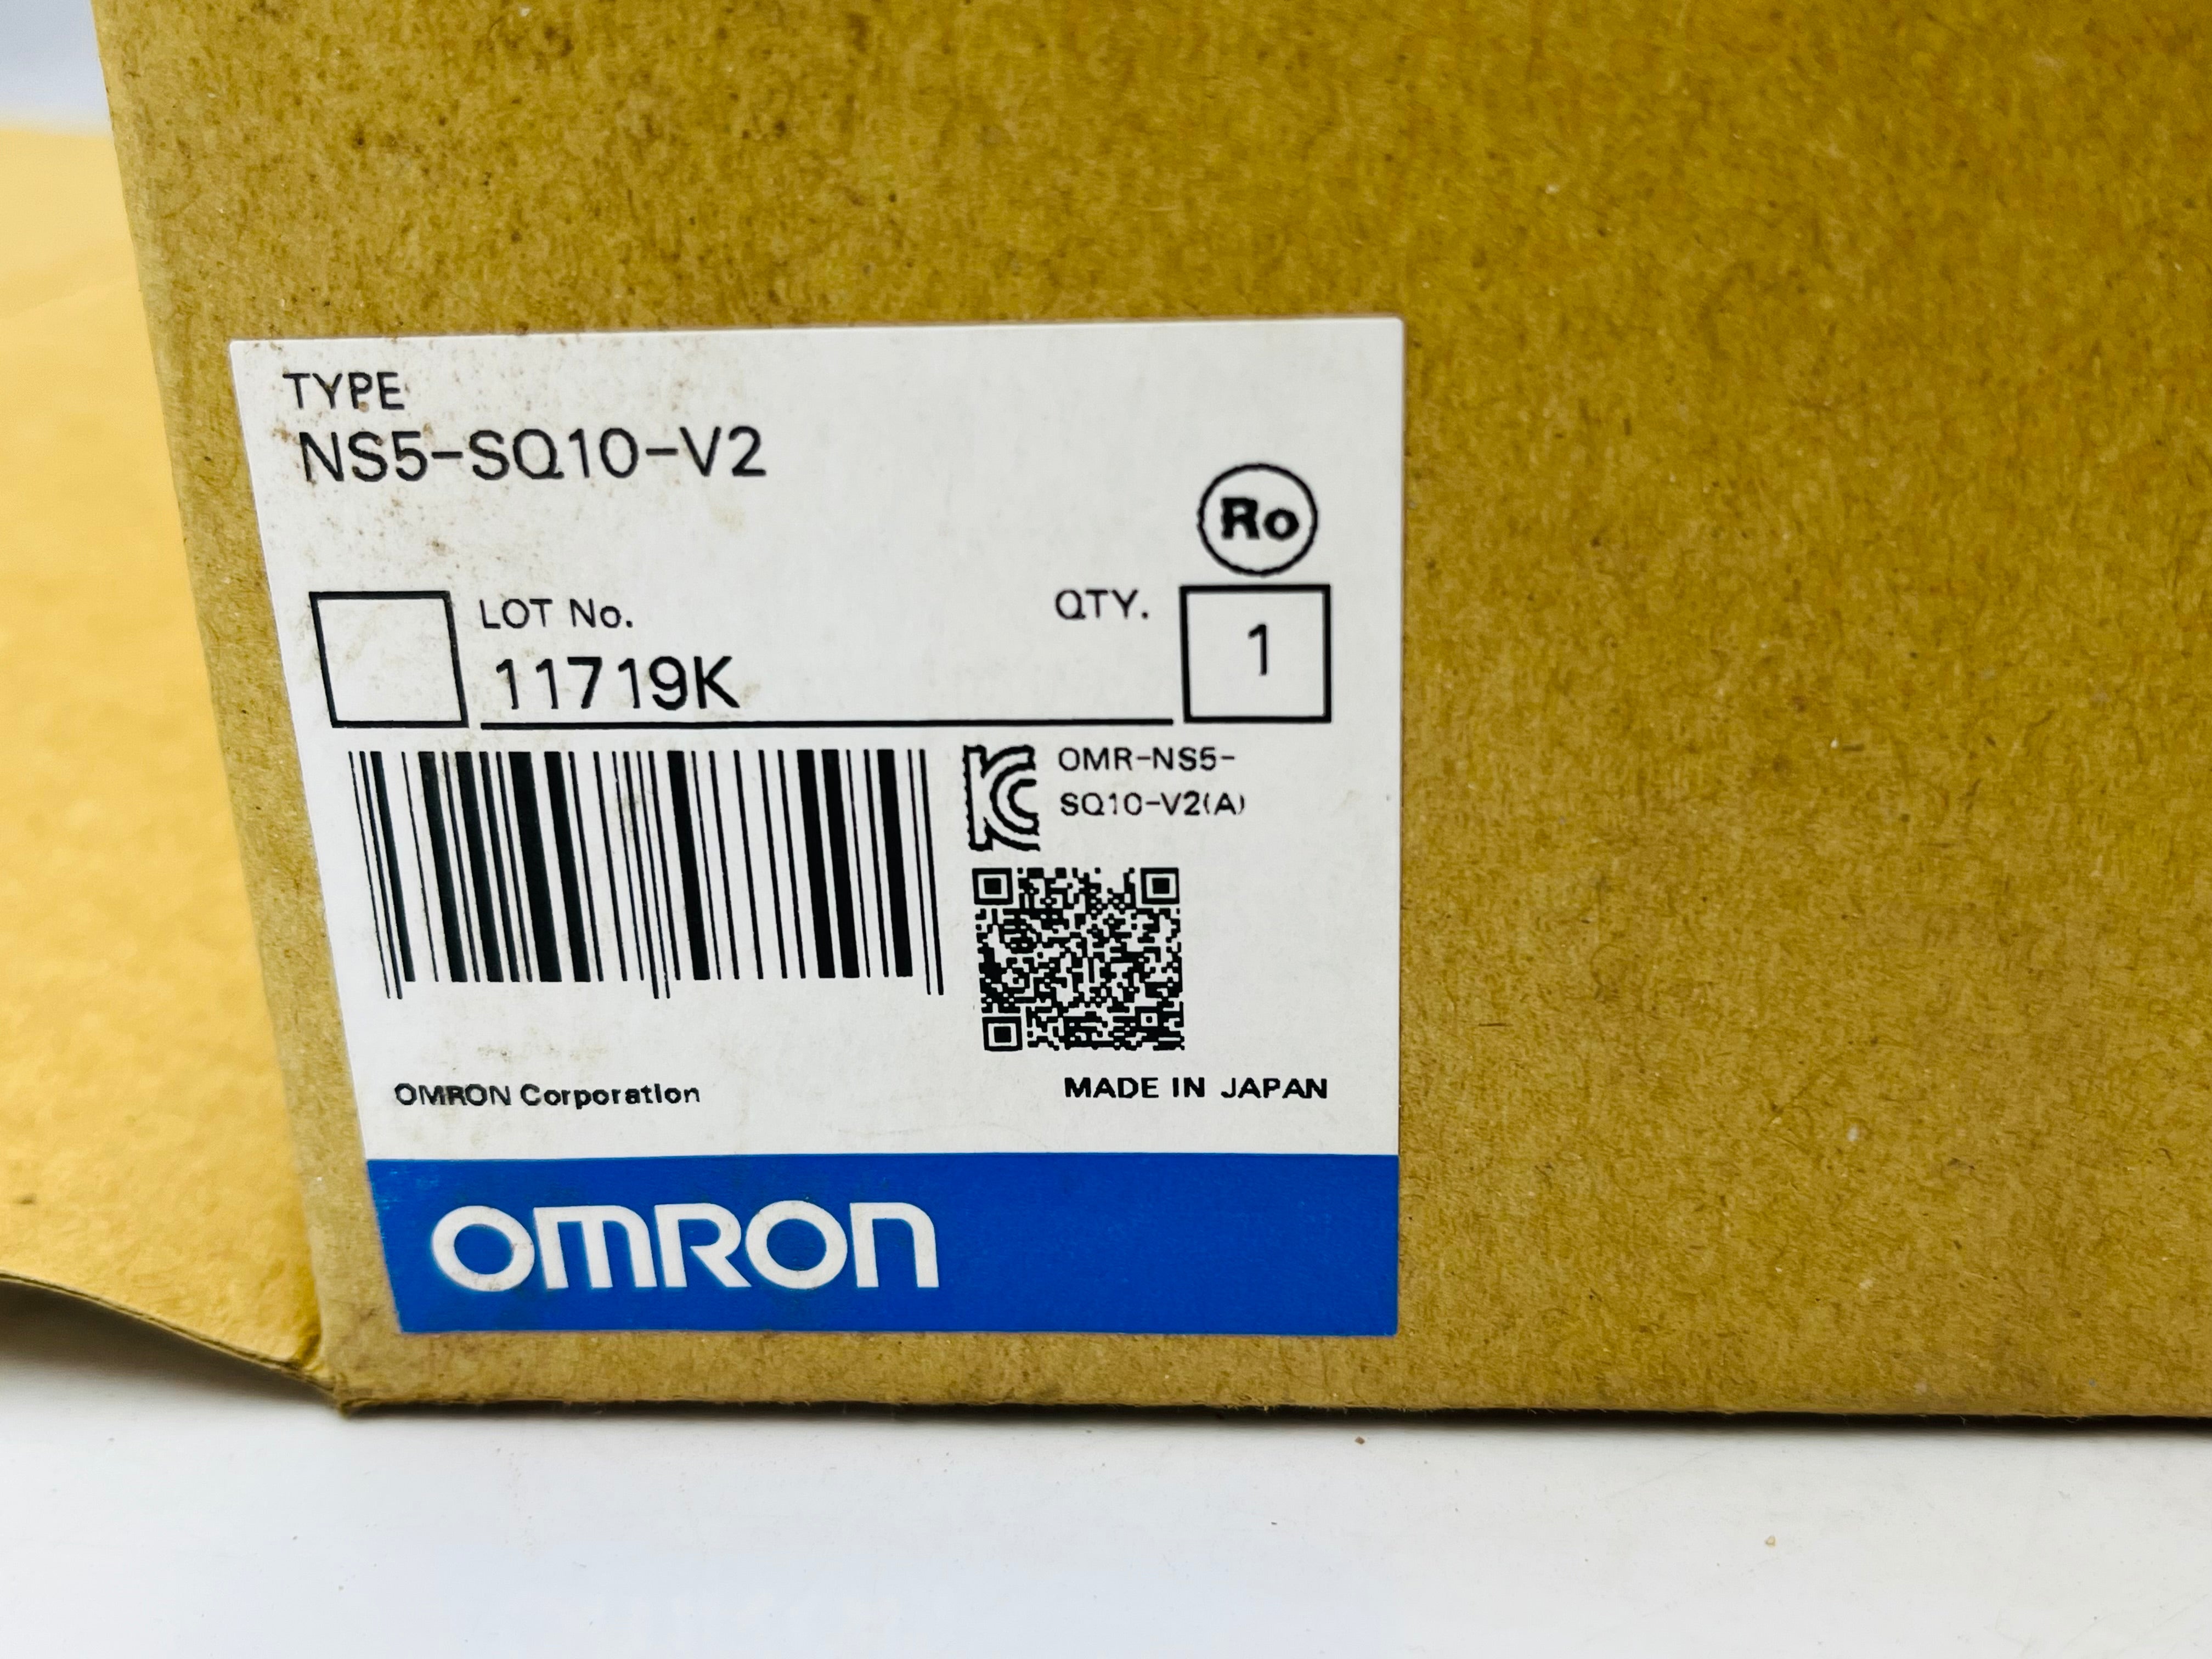 TYPE
NS5-SQ10-V2
Ro
LOT No.
QTY.
11719K
1
KC
OMR-NS5-
SQ10-V2(A)
OMRON Corporation
MADE IN JAPAN
OMRON